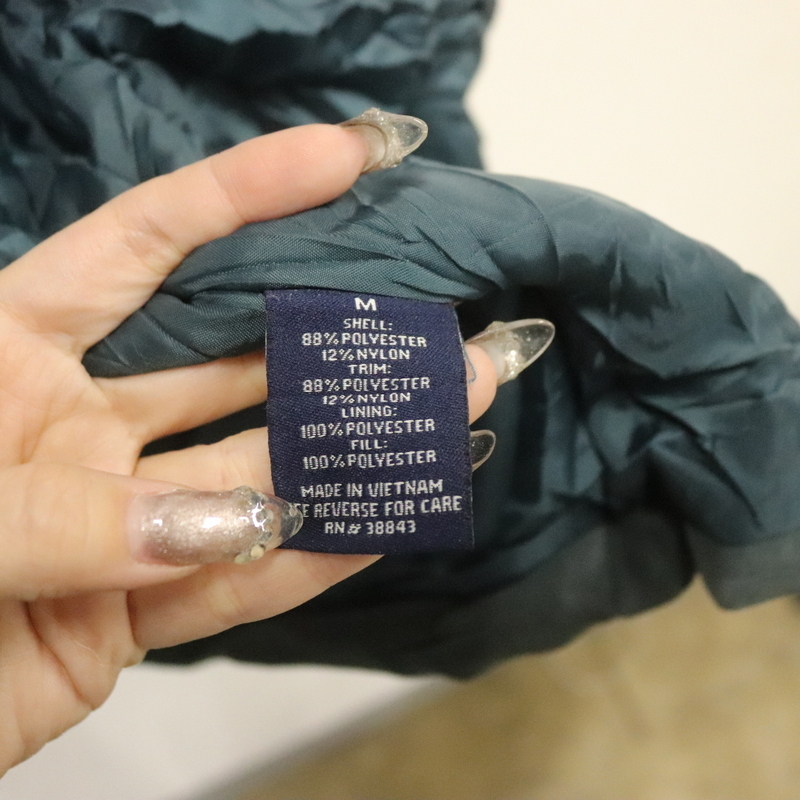 M
SHELL:
88% POLYESTER
12% NYLON
TRIM:
88% POLYESTER
12% NYLON
LINING:
100% POLYESTER
FILL:
100% POLYESTER
MADE IN VIETNAM
REVERSE FOR CARE
RN# 38843